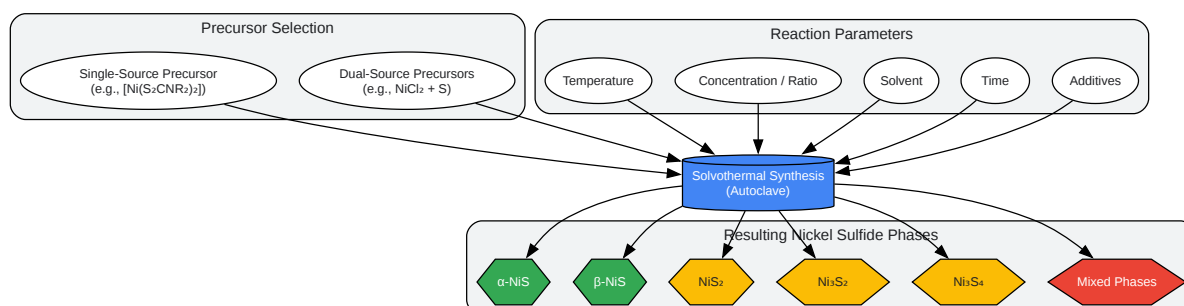 Precursor Selection
Single-Source Precursor
(e.g., [Ni(S₂CNR₂)₂])
Dual-Source Precursors
(e.g., NiCl₂ + S)
Reaction Parameters
Temperature
Concentration / Ratio
Solvent
Time
Additives
Solvothermal Synthesis
(Autoclave)
Resulting Nickel Sulfide Phases
α-NiS
β-NiS
NiS₂
Ni₃S₂
Ni₃S₄
Mixed Phases